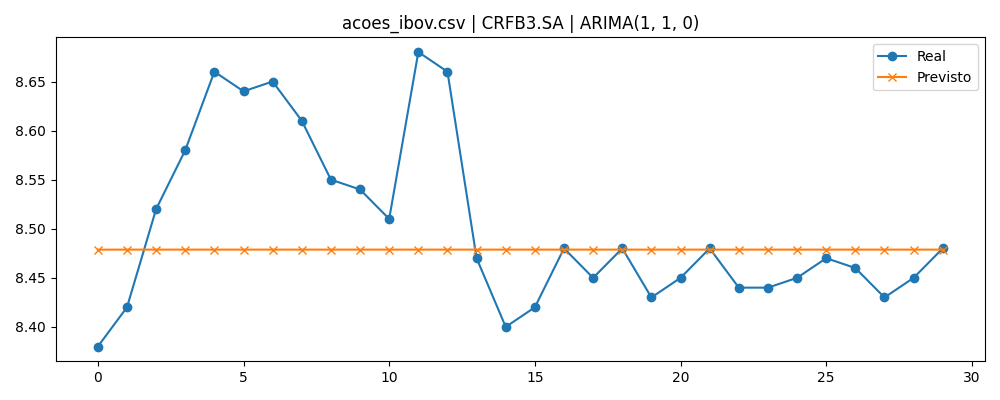 acoes_ibov.csv | CRFB3.SA | ARIMA(1, 1, 0)
Real
Previsto
8.65
8.60
8.55
8.50
8.45
8.40
0 5 10 15 20 25 30